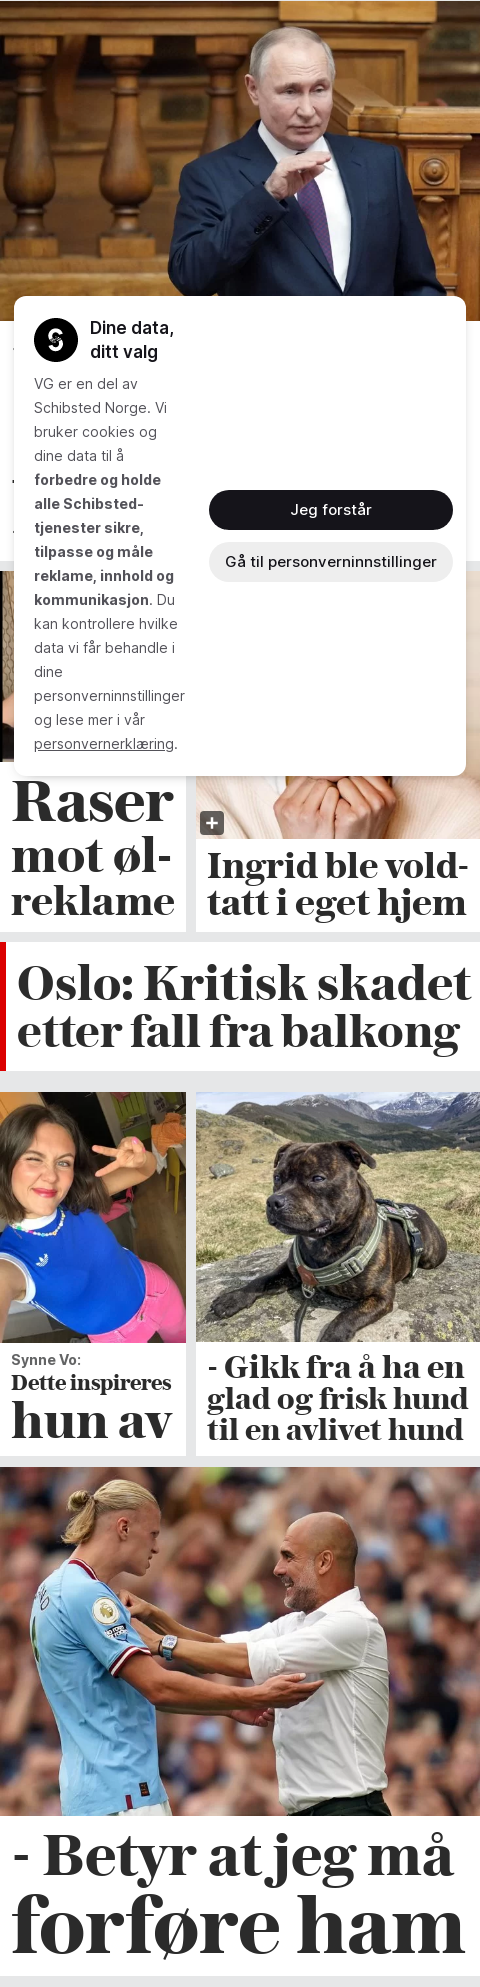 Dine data,
ditt valg
VG er en del av
Schibsted Norge. Vi
bruker cookies og
dine data til å
forbedre og holde
alle Schibsted-
tjenester sikre,
tilpasse og måle
reklame, innhold og
kommunikasjon. Du
kan kontrollere hvilke
data vi får behandle i
dine
personverninnstillinger
og lese mer i vår
personvernerklæring.
Jeg forstår
Gå til personverninnstillinger
Raser
mot øl-
reklame
Ingrid ble vold-
tatt i eget hjem
Oslo: Kritisk skadet
etter fall fra balkong
Synne Vo:
Dette inspireres
hun av
- Gikk fra å ha en
glad og frisk hund
til en avlivet hund
- Betyr at jeg må
forføre ham